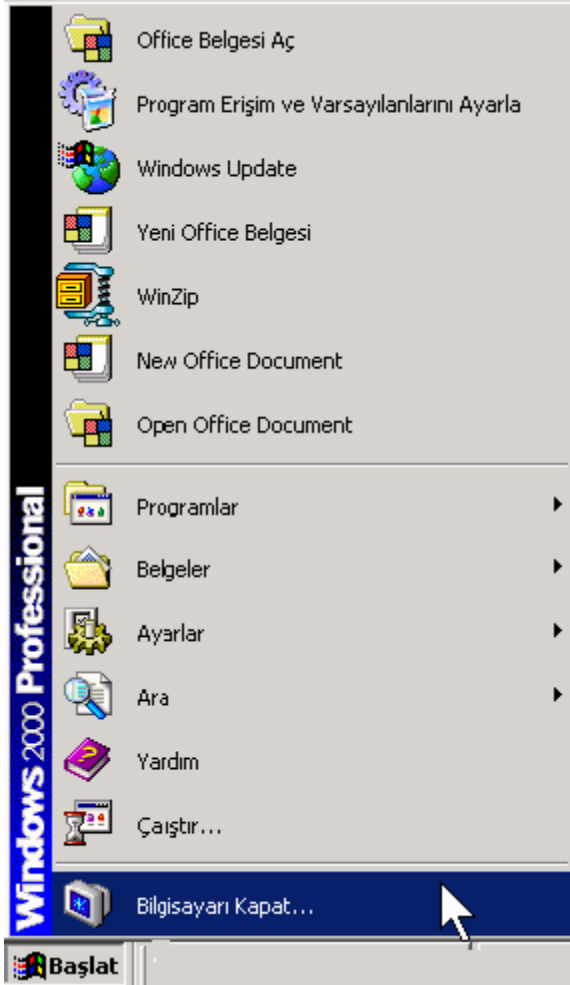 Office Belgesi Aç
Program Erişim ve Varsayılanlarını Ayarla
Windows Update
Yeni Office Belgesi
WinZip
New Office Document
Open Office Document
Programlar
Belgeler
Ayarlar
Ara
Yardım
Çaıştır...
Bilgisayarı Kapat...
Windows 2000 Professional
Başlat